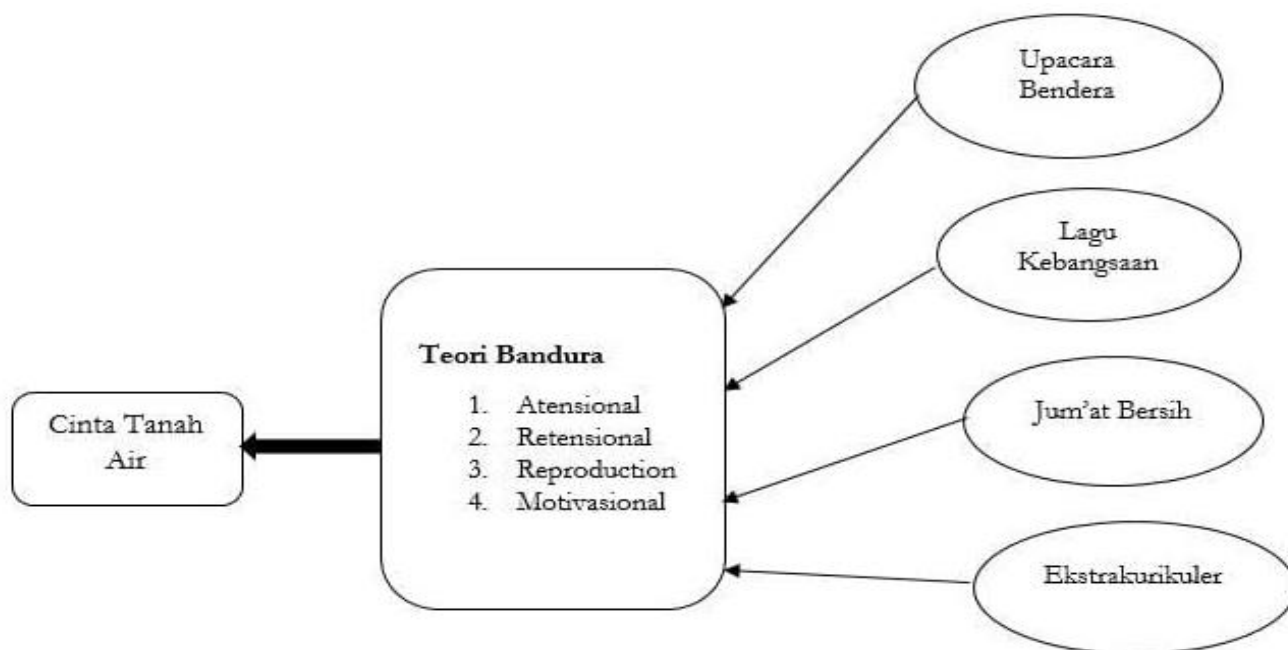 Upacara
Bendera
Lagu
Kebangsaan
Teori Bandura
1. Atensional
2. Retensional
3. Reproduction
4. Motivasional
Cinta Tanah
Air
Jum'at Bersih
Ekstrakurikuler